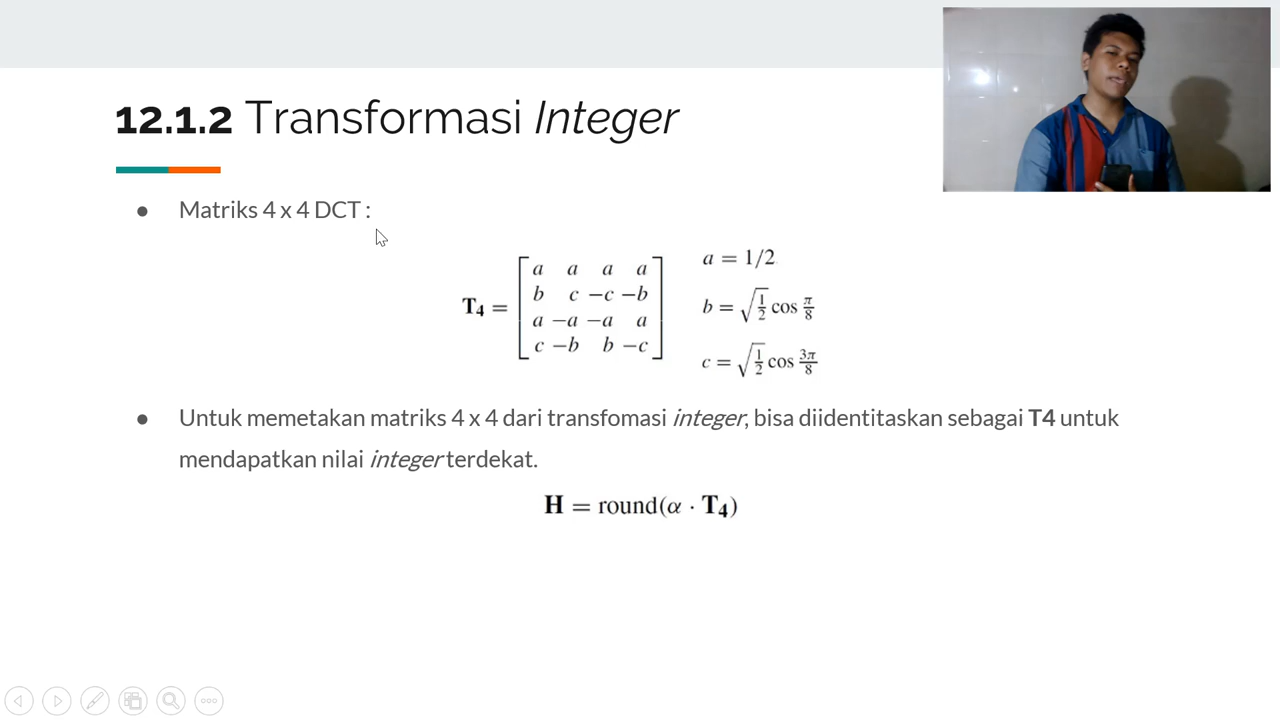 12.1.2 Transformasi Integer
● Matriks 4 x 4 DCT :
T₄ = [a a a a
b c −c −b
a −a −a a
c −b b −c]
a = 1/2
b = √(1/2) cos π/8
c = √(1/2) cos 3π/8
● Untuk memetakan matriks 4 x 4 dari transfomasi integer, bisa diidentitaskan sebagai T4 untuk
mendapatkan nilai integer terdekat.
H = round(α · T₄)